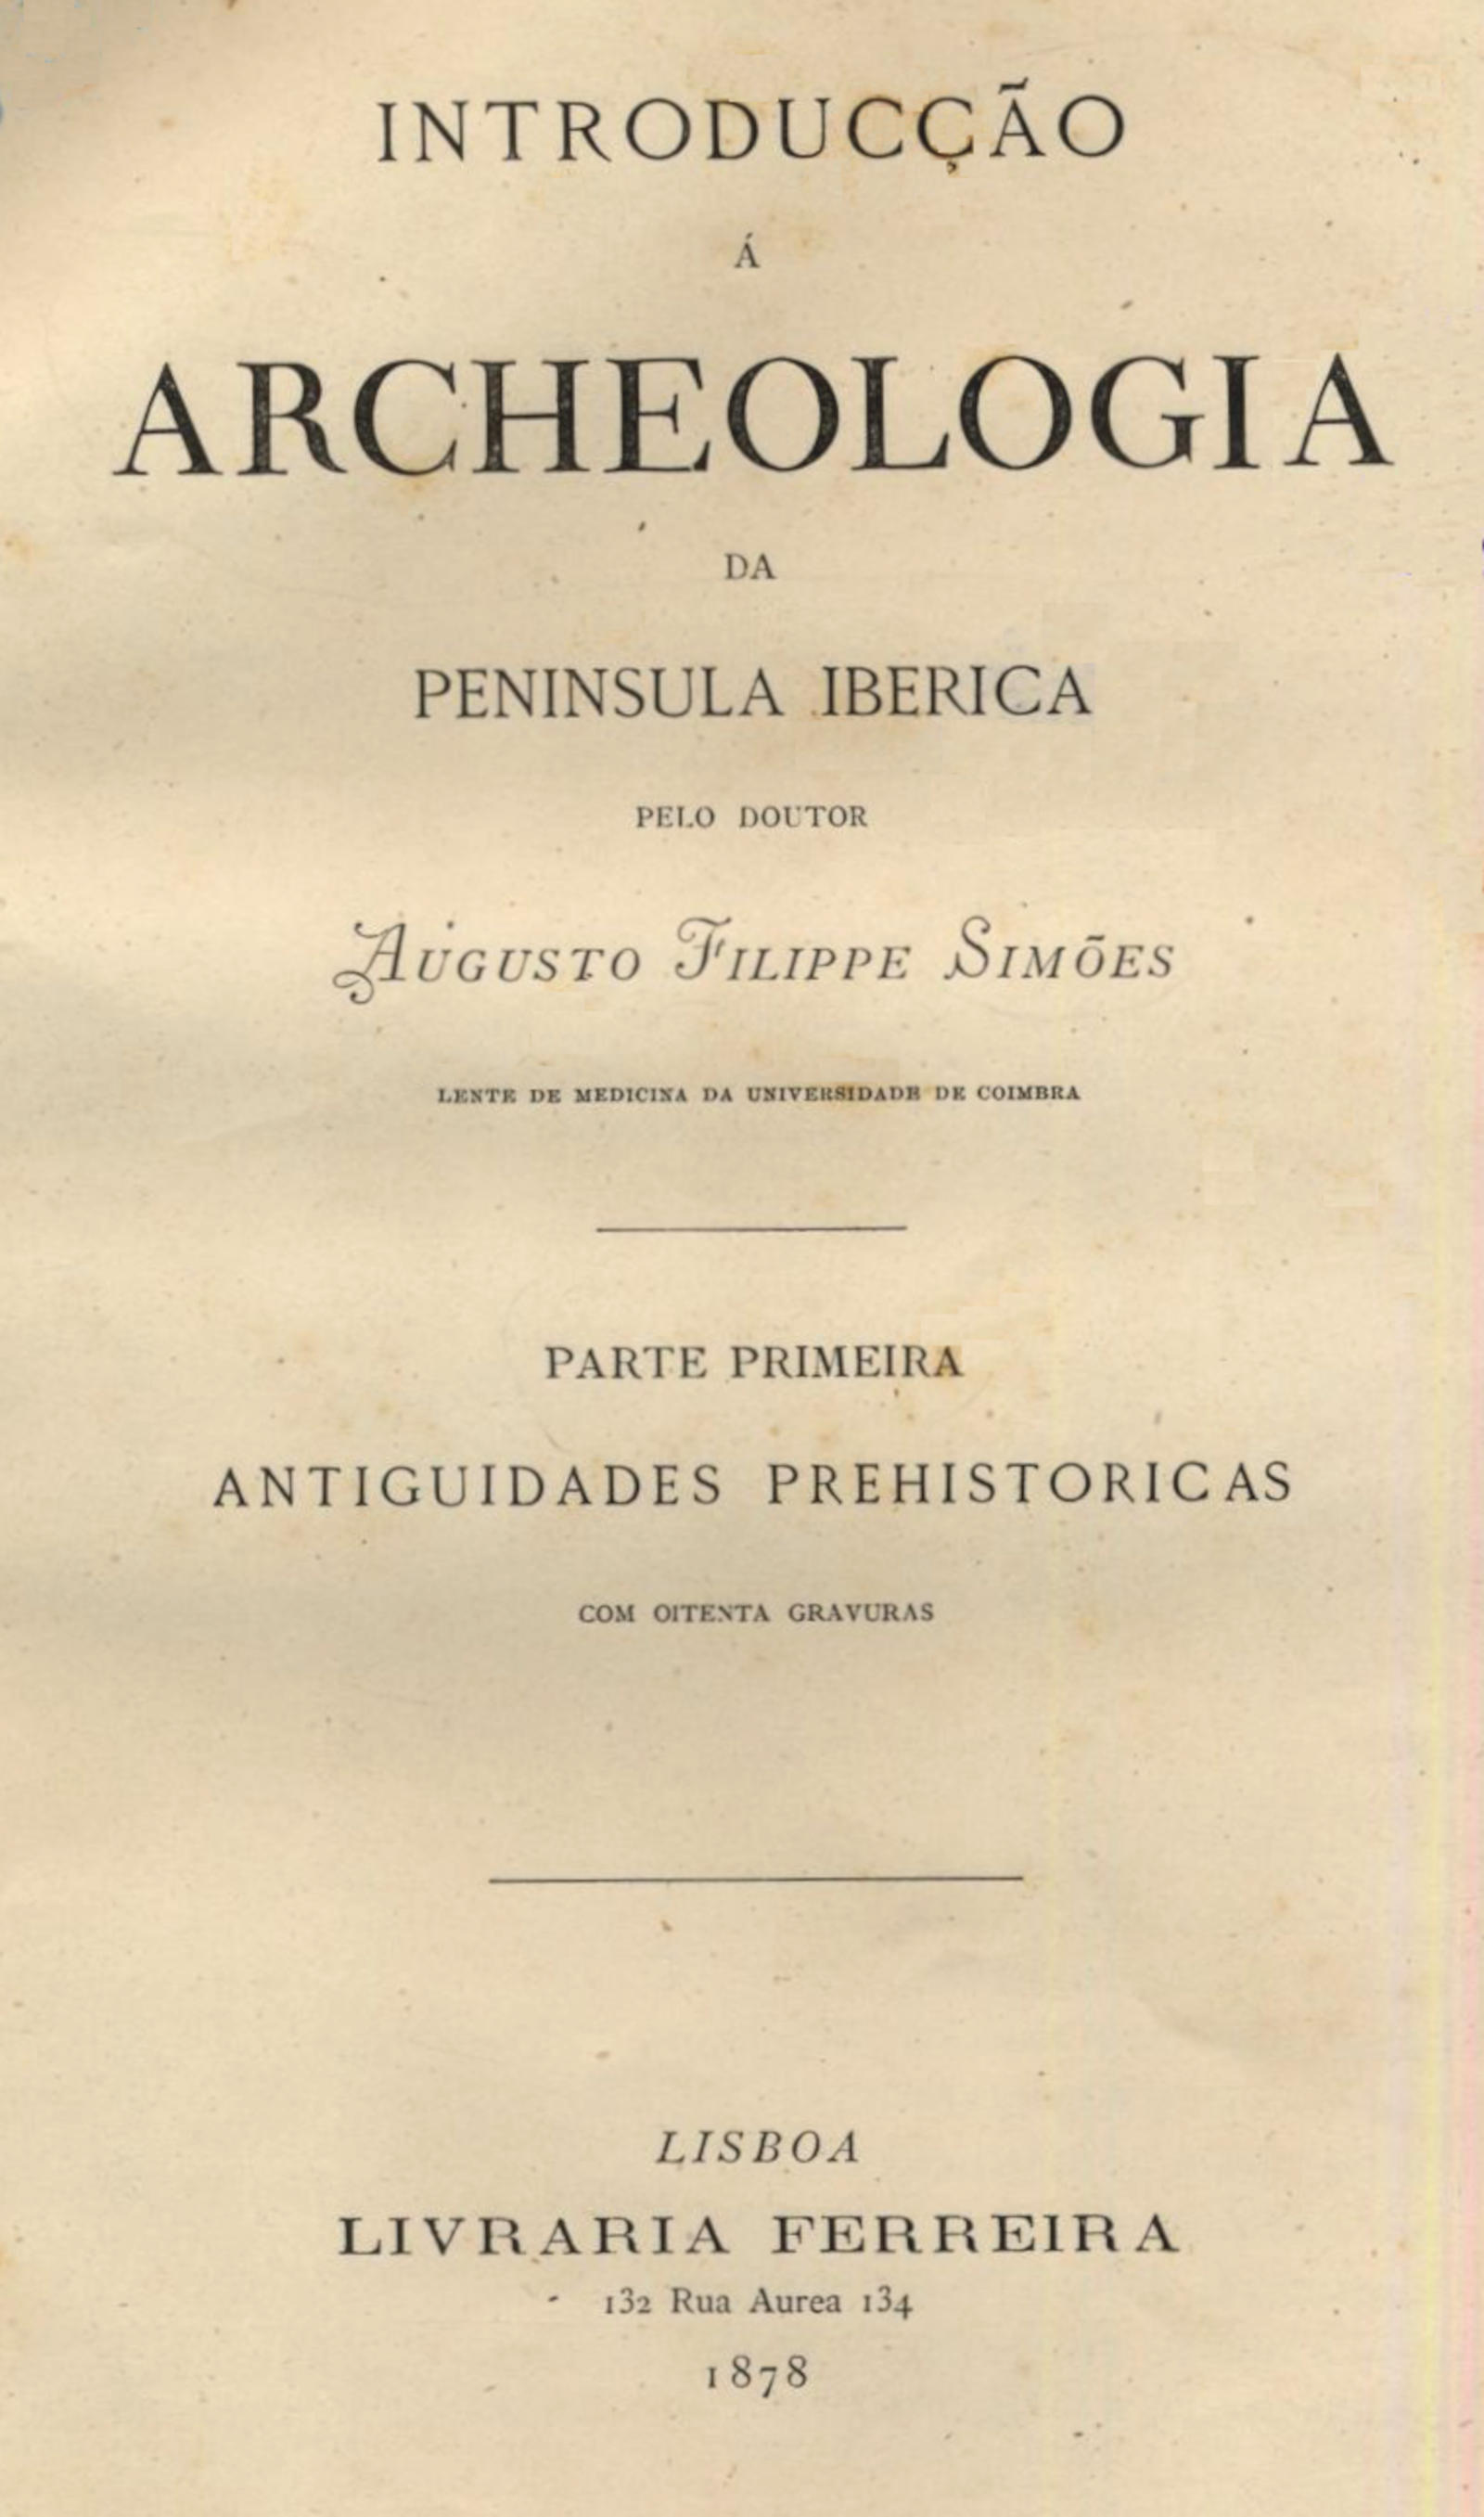 INTRODUCÇÃO
Á
ARCHEOLOGIA
DA
PENINSULA IBERICA
PELO DOUTOR
AUGUSTO FILIPPE SIMÕES
LENTE DE MEDICINA DA UNIVERSIDADE DE COIMBRA
PARTE PRIMEIRA
ANTIGUIDADES PREHISTORICAS
COM OITENTA GRAVURAS
LISBOA
LIVRARIA FERREIRA
132 Rua Aurea 134
1878